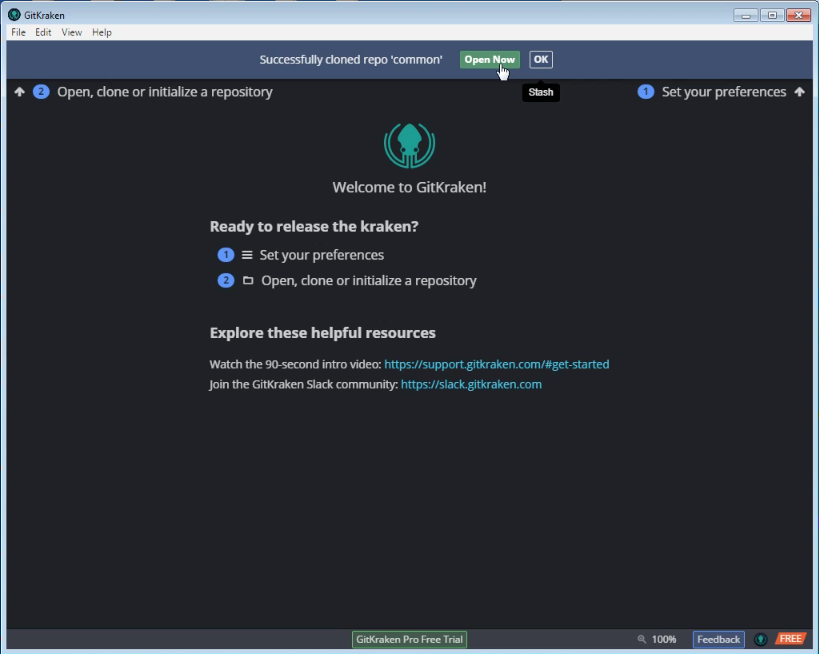 GitKraken
File Edit View Help
Successfully cloned repo 'common' Open Now OK
Stash
2 Open, clone or initialize a repository
1 Set your preferences
Welcome to GitKraken!
Ready to release the kraken?
1 Set your preferences
2 Open, clone or initialize a repository
Explore these helpful resources
Watch the 90-second intro video: https://support.gitkraken.com/#get-started
Join the GitKraken Slack community: https://slack.gitkraken.com
GitKraken Pro Free Trial 100% Feedback FREE